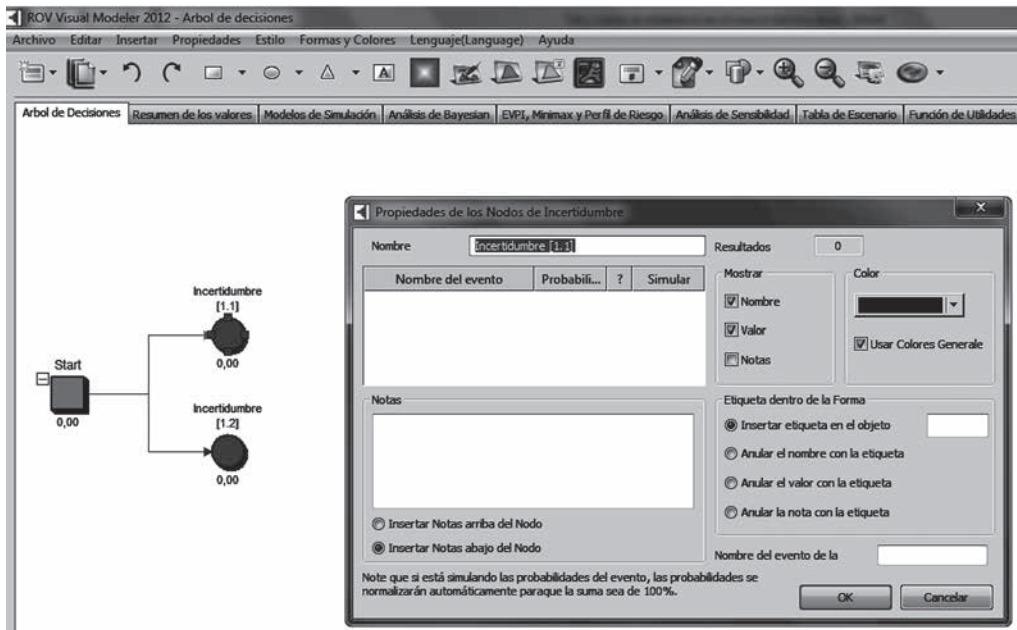 ROV Visual Modeler 2012 - Arbol de decisiones
Archivo Editar Insertar Propiedades Estilo Formas y Colores Lenguaje(Language) Ayuda
A
Arbol de Decisiones Resumen de los valores Modelos de Simulación Análisis de Bayesian EVPI, Minimax y Perfil de Riesgo Análisis de Sensibilidad Tabla de Escenario Función de Utilidades
Start
0,00
Incertidumbre
[1.1]
0,00
Incertidumbre
[1.2]
0,00
Propiedades de los Nodos de Incertidumbre
Nombre Incertidumbre [1.1] Resultados 0
Nombre del evento Probabili... ? Simular
Mostrar
Nombre
Valor
Notas
Color
Usar Colores Generale
Notas
Insertar Notas arriba del Nodo
Insertar Notas abajo del Nodo
Etiqueta dentro de la Forma
Insertar etiqueta en el objeto
Anular el nombre con la etiqueta
Anular el valor con la etiqueta
Anular la nota con la etiqueta
Nombre del evento de la
Note que si está simulando las probabilidades del evento, las probabilidades se
normalizarán automáticamente paraque la suma sea de 100%.
OK Cancelar